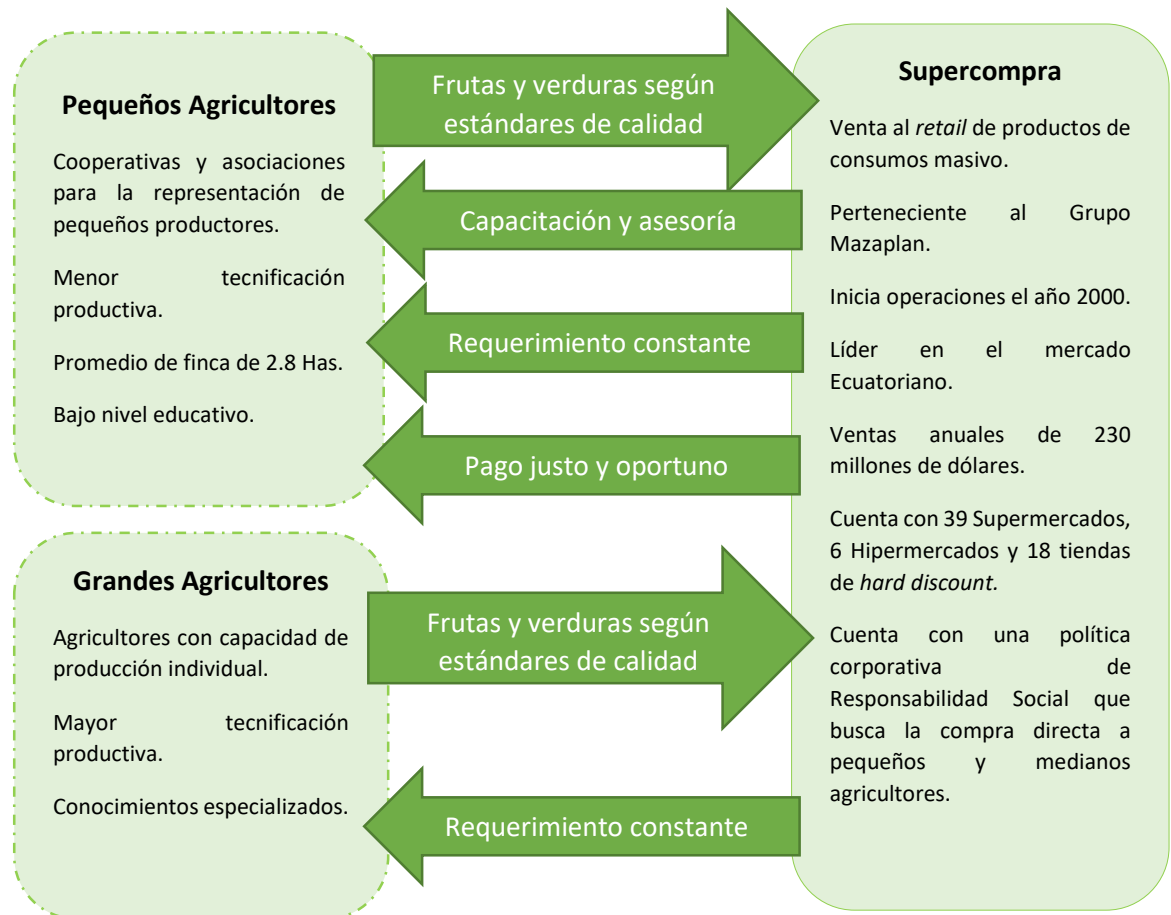 Pequeños Agricultores
Cooperativas y asociaciones
para la representación de
pequeños productores.
Menor tecnificación
productiva.
Promedio de finca de 2.8 Has.
Bajo nivel educativo.
Frutas y verduras según
estándares de calidad
Capacitación y asesoría
Requerimiento constante
Pago justo y oportuno
Grandes Agricultores
Agricultores con capacidad de
producción individual.
Mayor tecnificación
productiva.
Conocimientos especializados.
Frutas y verduras según
estándares de calidad
Requerimiento constante
Supercompra
Venta al retail de productos de
consumos masivo.
Perteneciente al Grupo
Mazaplan.
Inicia operaciones el año 2000.
Líder en el mercado
Ecuatoriano.
Ventas anuales de 230
millones de dólares.
Cuenta con 39 Supermercados,
6 Hipermercados y 18 tiendas
de hard discount.
Cuenta con una política
corporativa de
Responsabilidad Social que
busca la compra directa a
pequeños y medianos
agricultores.